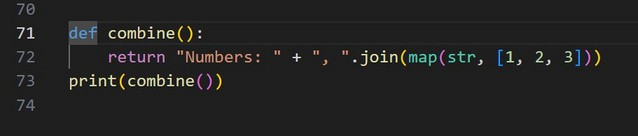 70
71 def combine():
72     return "Numbers: " + ", ".join(map(str, [1, 2, 3]))
73 print(combine())
74